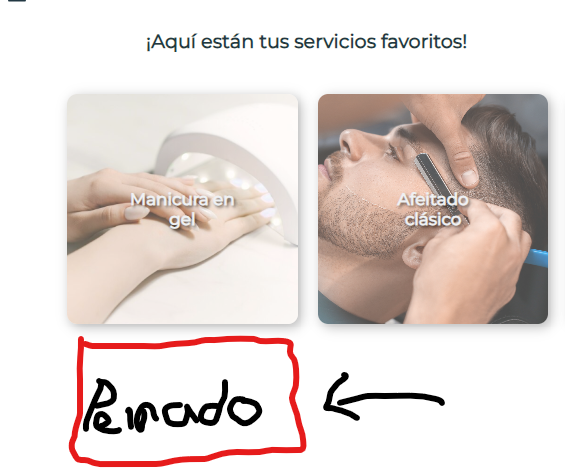 ¡Aquí están tus servicios favoritos!
Manicura en
gel
Afeitado
clásico
Peinado